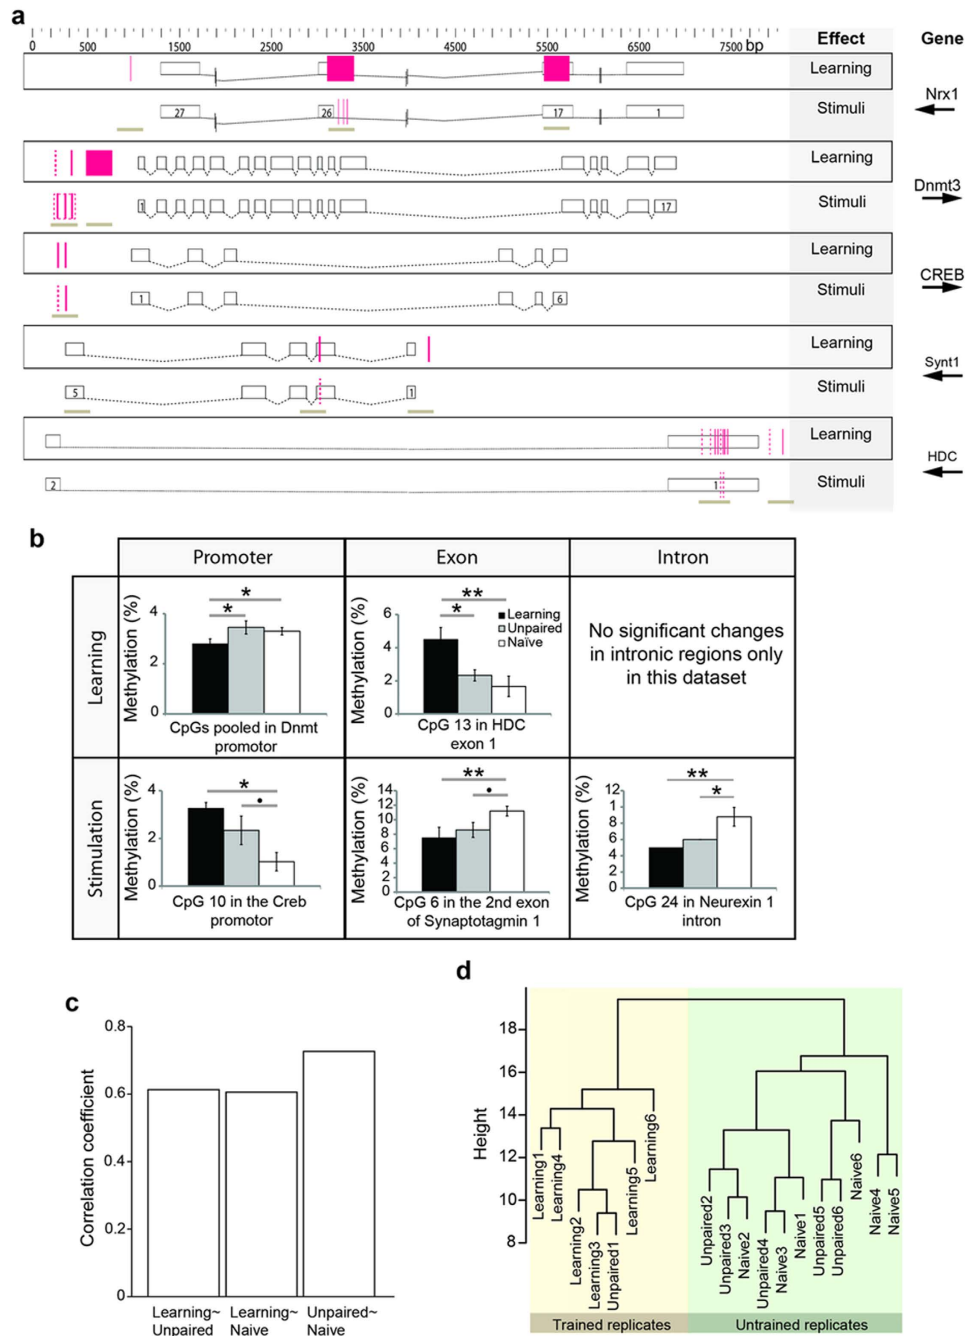 a
0 500 1500 2500 3500 4500 5500 6500 7500 bp
Effect
Gene
Learning
Nrx1
27 26 17 1
Stimuli
Learning
Dnmt3
1 17
Stimuli
Learning
CREB
1 6
Stimuli
Learning
Synt1
5 1
Stimuli
Learning
HDC
2 1
Stimuli
b
Promoter Exon Intron
Learning
Methylation (%)
4
2
0
* *
CpGs pooled in Dnmt
promotor
Methylation (%)
6
4
2
0
** *
Learning
Unpaired
Naïve
CpG 13 in HDC
exon 1
No significant changes
in intronic regions only
in this dataset
Stimulation
Methylation (%)
4
2
0
* •
CpG 10 in the Creb
promotor
Methylation (%)
14
12
10
8
6
4
2
0
** •
CpG 6 in the 2nd exon
of Synaptotagmin 1
Methylation (%)
12
10
8
6
4
2
0
** *
CpG 24 in Neurexin 1
intron
c
Correlation coefficient
0.8
0.6
0.4
0.2
0
Learning~
Unpaired
Learning~
Naive
Unpaired~
Naive
d
Height
18
16
14
12
10
8
Learning1
Learning4
Learning2
Learning3
Unpaired1
Learning5
Learning6
Unpaired2
Unpaired3
Naive2
Unpaired4
Naive3
Naive1
Unpaired5
Unpaired6
Naive6
Naive4
Naive5
Trained replicates
Untrained replicates